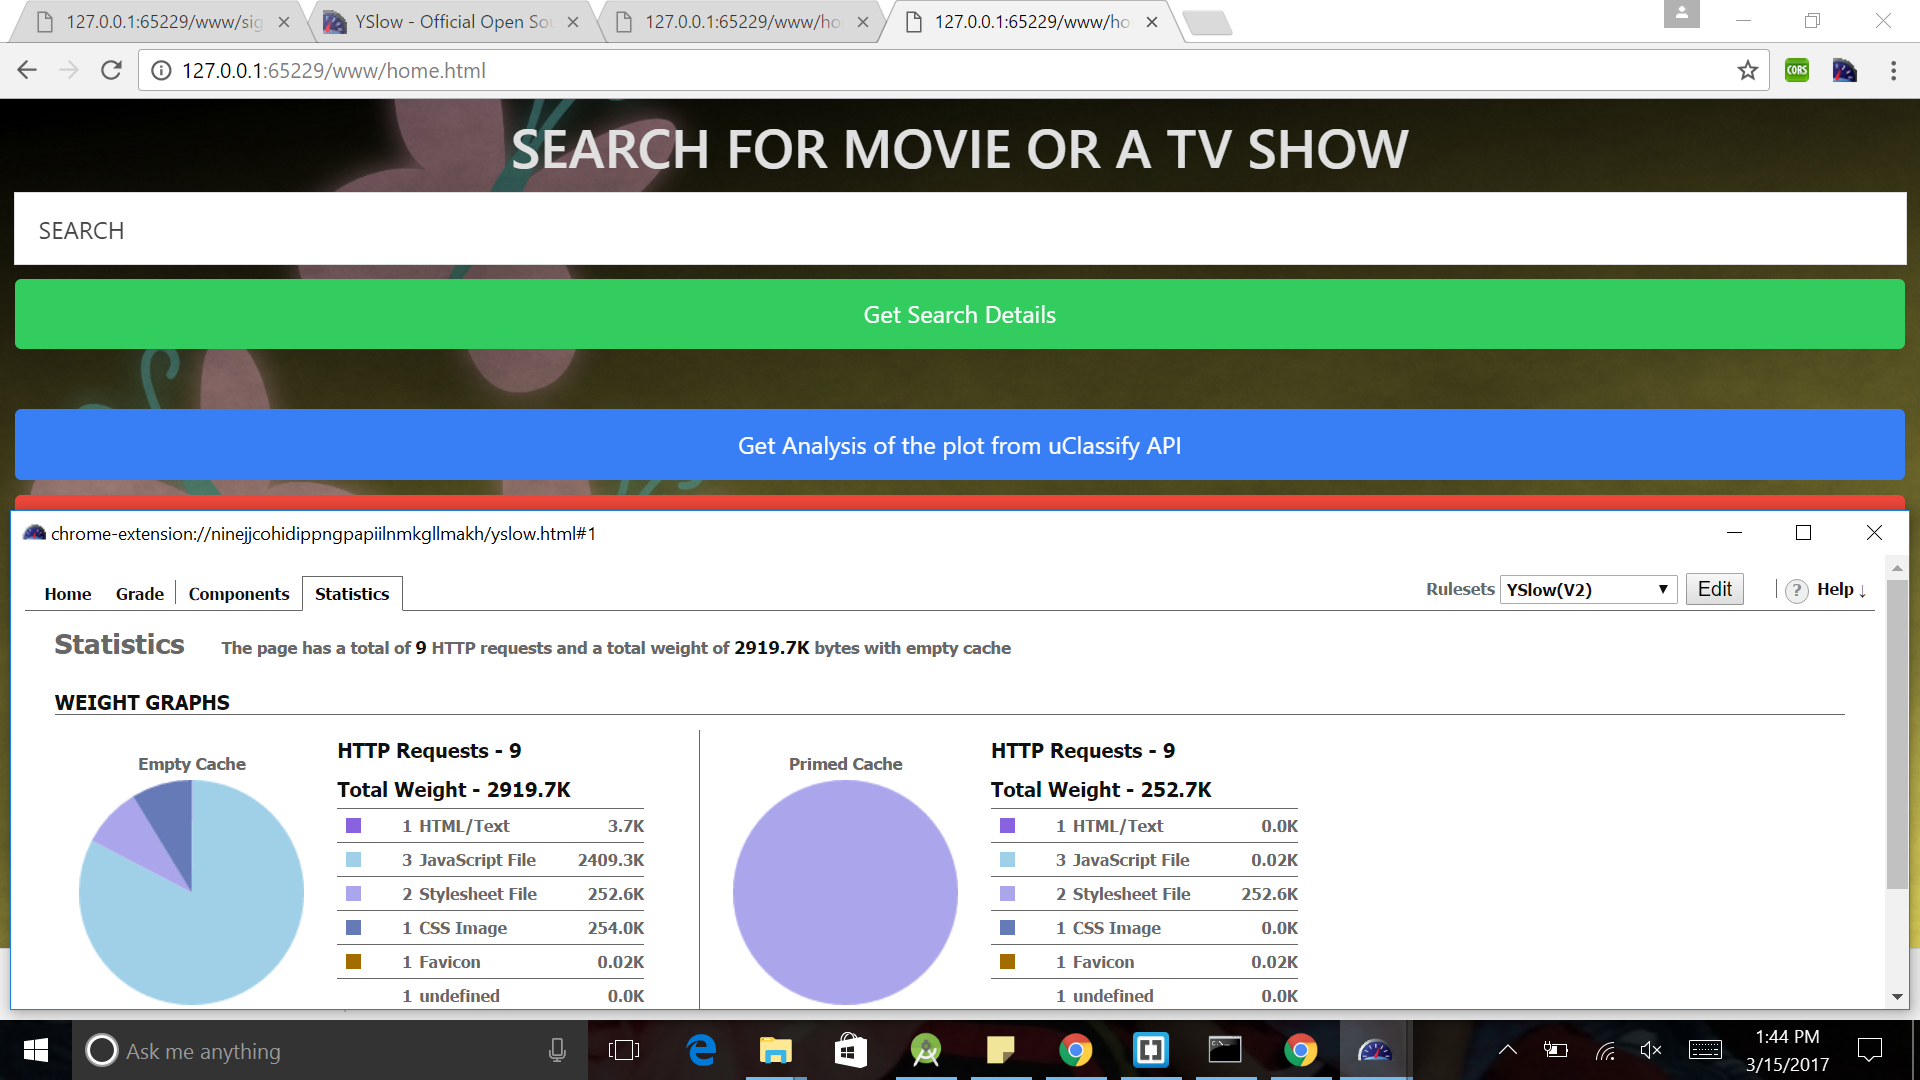 127.0.0.1:65229/www/sig
YSlow - Official Open Sou
127.0.0.1:65229/www/ho
127.0.0.1:65229/www/ho
127.0.0.1:65229/www/home.html
CORS
SEARCH FOR MOVIE OR A TV SHOW
SEARCH
Get Search Details
Get Analysis of the plot from uClassify API
chrome-extension://ninejjcohidippngpapiilnmkgllmakh/yslow.html#1
Home Grade Components Statistics
Rulesets YSlow(V2) ▼ Edit ? Help ↓
Statistics The page has a total of 9 HTTP requests and a total weight of 2919.7K bytes with empty cache
WEIGHT GRAPHS
Empty Cache
HTTP Requests - 9
Total Weight - 2919.7K
1 HTML/Text 3.7K
3 JavaScript File 2409.3K
2 Stylesheet File 252.6K
1 CSS Image 254.0K
1 Favicon 0.02K
1 undefined 0.0K
Primed Cache
HTTP Requests - 9
Total Weight - 252.7K
1 HTML/Text 0.0K
3 JavaScript File 0.02K
2 Stylesheet File 252.6K
1 CSS Image 0.0K
1 Favicon 0.02K
1 undefined 0.0K
Ask me anything
1:44 PM
3/15/2017